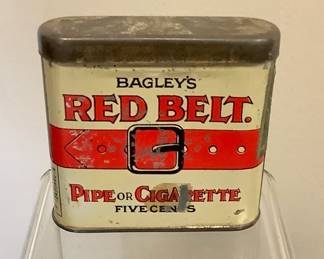 BAGLEY'S
RED BELT.
PIPE OR CIGARETTE
FIVE CENTS